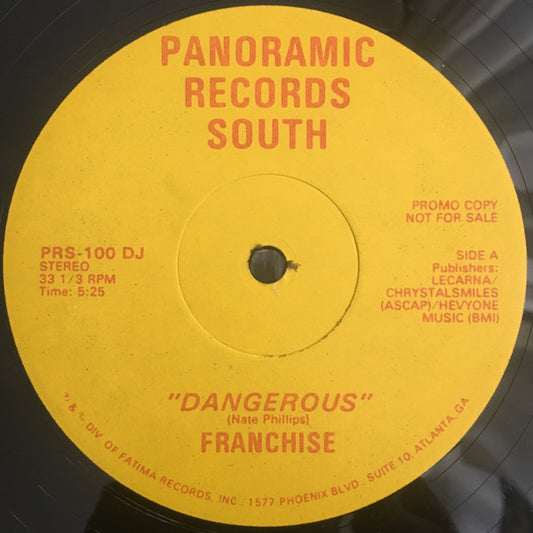 PANORAMIC
RECORDS
SOUTH
PROMO COPY
NOT FOR SALE
PRS-100 DJ
STEREO
33 1/3 RPM
Time: 5:25
SIDE A
Publishers:
LECARNA/
CHRYSTALSMILES
(ASCAP)/HEVYONE
MUSIC (BMI)
"DANGEROUS"
(Nate Phillips)
FRANCHISE
& © DIV. OF FATIMA RECORDS, INC., 1577 PHOENIX BLVD., SUITE 10, ATLANTA, GA